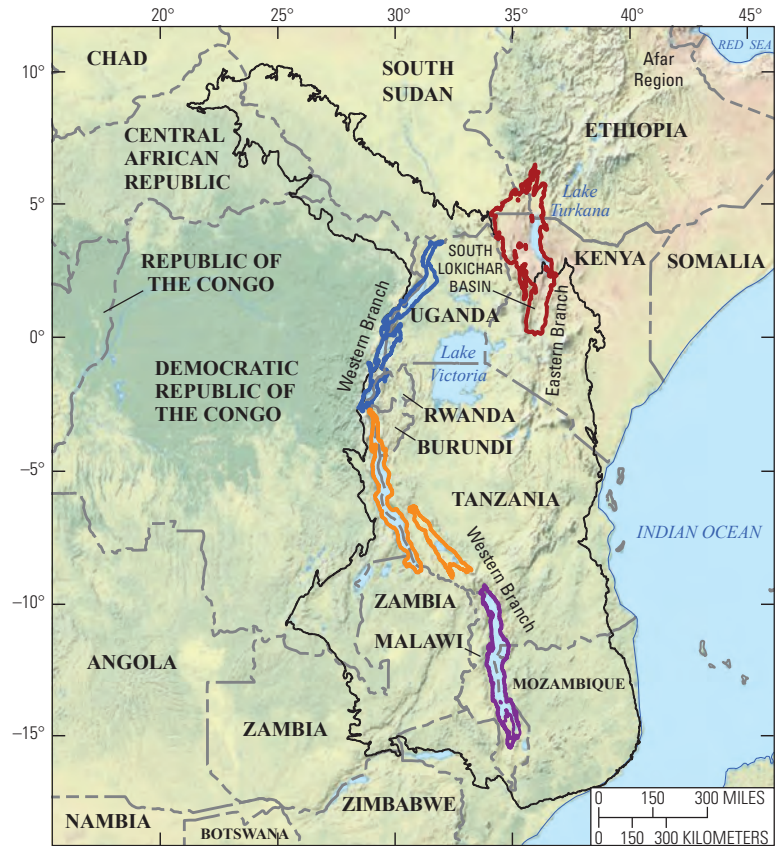 20°
25°
30°
35°
40°
45°
10°
5°
0°
–5°
–10°
–15°
CHAD
SOUTH
SUDAN
RED SEA
Afar
Region
ETHIOPIA
CENTRAL
AFRICAN
REPUBLIC
Lake
Turkana
REPUBLIC OF
THE CONGO
SOUTH
LOKICHAR
BASIN
KENYA
SOMALIA
UGANDA
Western Branch
Eastern Branch
Lake
Victoria
DEMOCRATIC
REPUBLIC OF
THE CONGO
RWANDA
BURUNDI
TANZANIA
INDIAN OCEAN
Western Branch
ZAMBIA
MALAWI
ANGOLA
MOZAMBIQUE
ZAMBIA
ZIMBABWE
NAMBIA
BOTSWANA
0 150 300 MILES
0 150 300 KILOMETERS